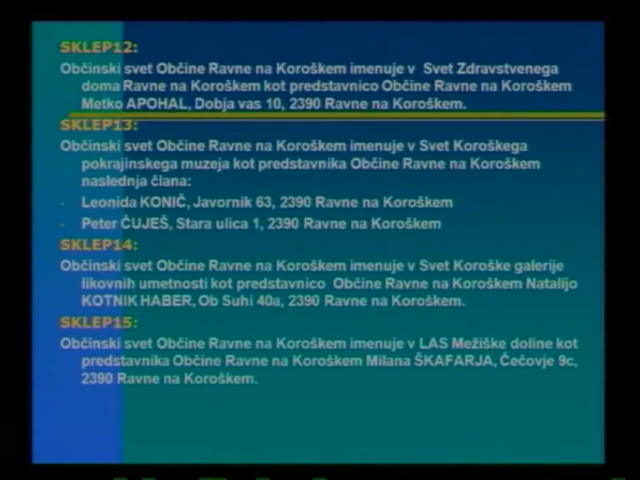 SKLEP12:
Občinski svet Občine Ravne na Koroškem imenuje v Svet Zdravstvenega
doma Ravne na Koroškem kot predstavnico Občine Ravne na Koroškem
Metko APOHAL, Dobja vas 10, 2390 Ravne na Koroškem.
SKLEP13:
Občinski svet Občine Ravne na Koroškem imenuje v Svet Koroškega
pokrajinskega muzeja kot predstavnika Občine Ravne na Koroškem
naslednja člana:
- Leonida KONIČ, Javornik 63, 2390 Ravne na Koroškem
- Peter ČUJEŠ, Stara ulica 1, 2390 Ravne na Koroškem
SKLEP14:
Občinski svet Občine Ravne na Koroškem imenuje v Svet Koroške galerije
likovnih umetnosti kot predstavnico Občine Ravne na Koroškem Natalijo
KOTNIK HABER, Ob Suhi 40a, 2390 Ravne na Koroškem.
SKLEP15:
Občinski svet Občine Ravne na Koroškem imenuje v LAS Mežiške doline kot
predstavnika Občine Ravne na Koroškem Milana ŠKAFARJA, Čečovje 9c,
2390 Ravne na Koroškem.